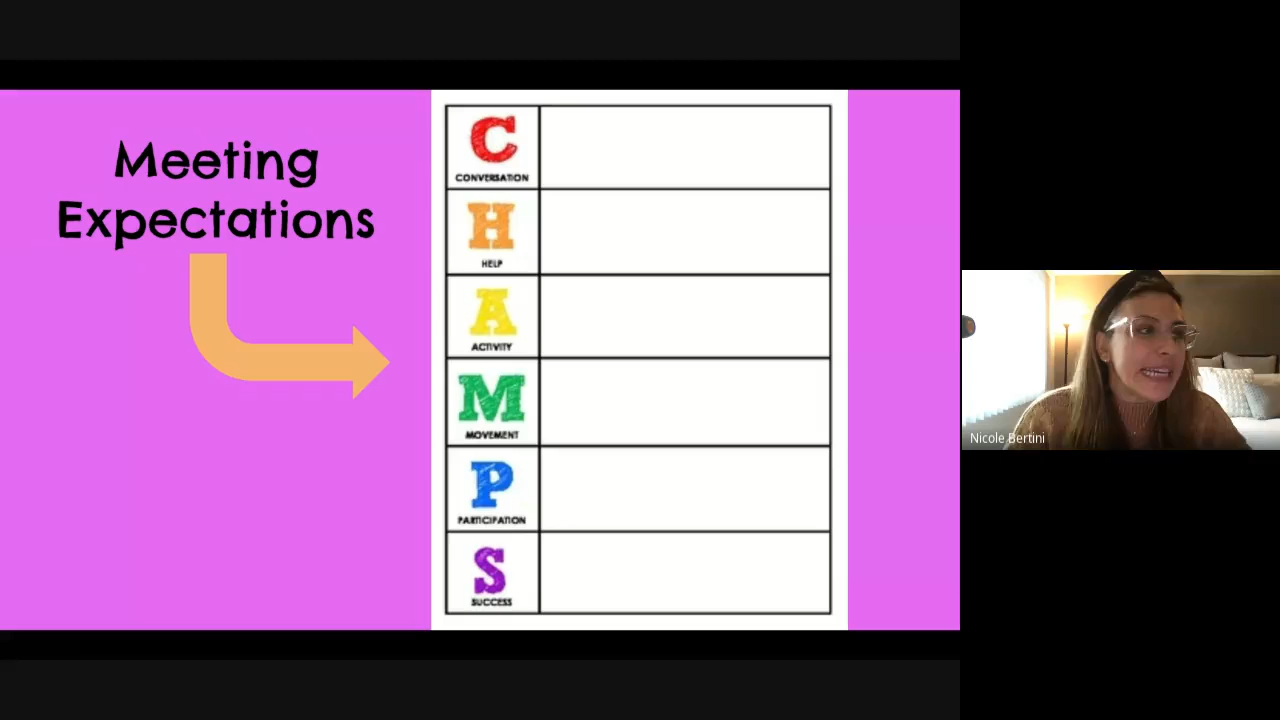 Meeting
Expectations
C
CONVERSATION
H
HELP
A
ACTIVITY
M
MOVEMENT
P
PARTICIPATION
S
SUCCESS
Nicole Bertini